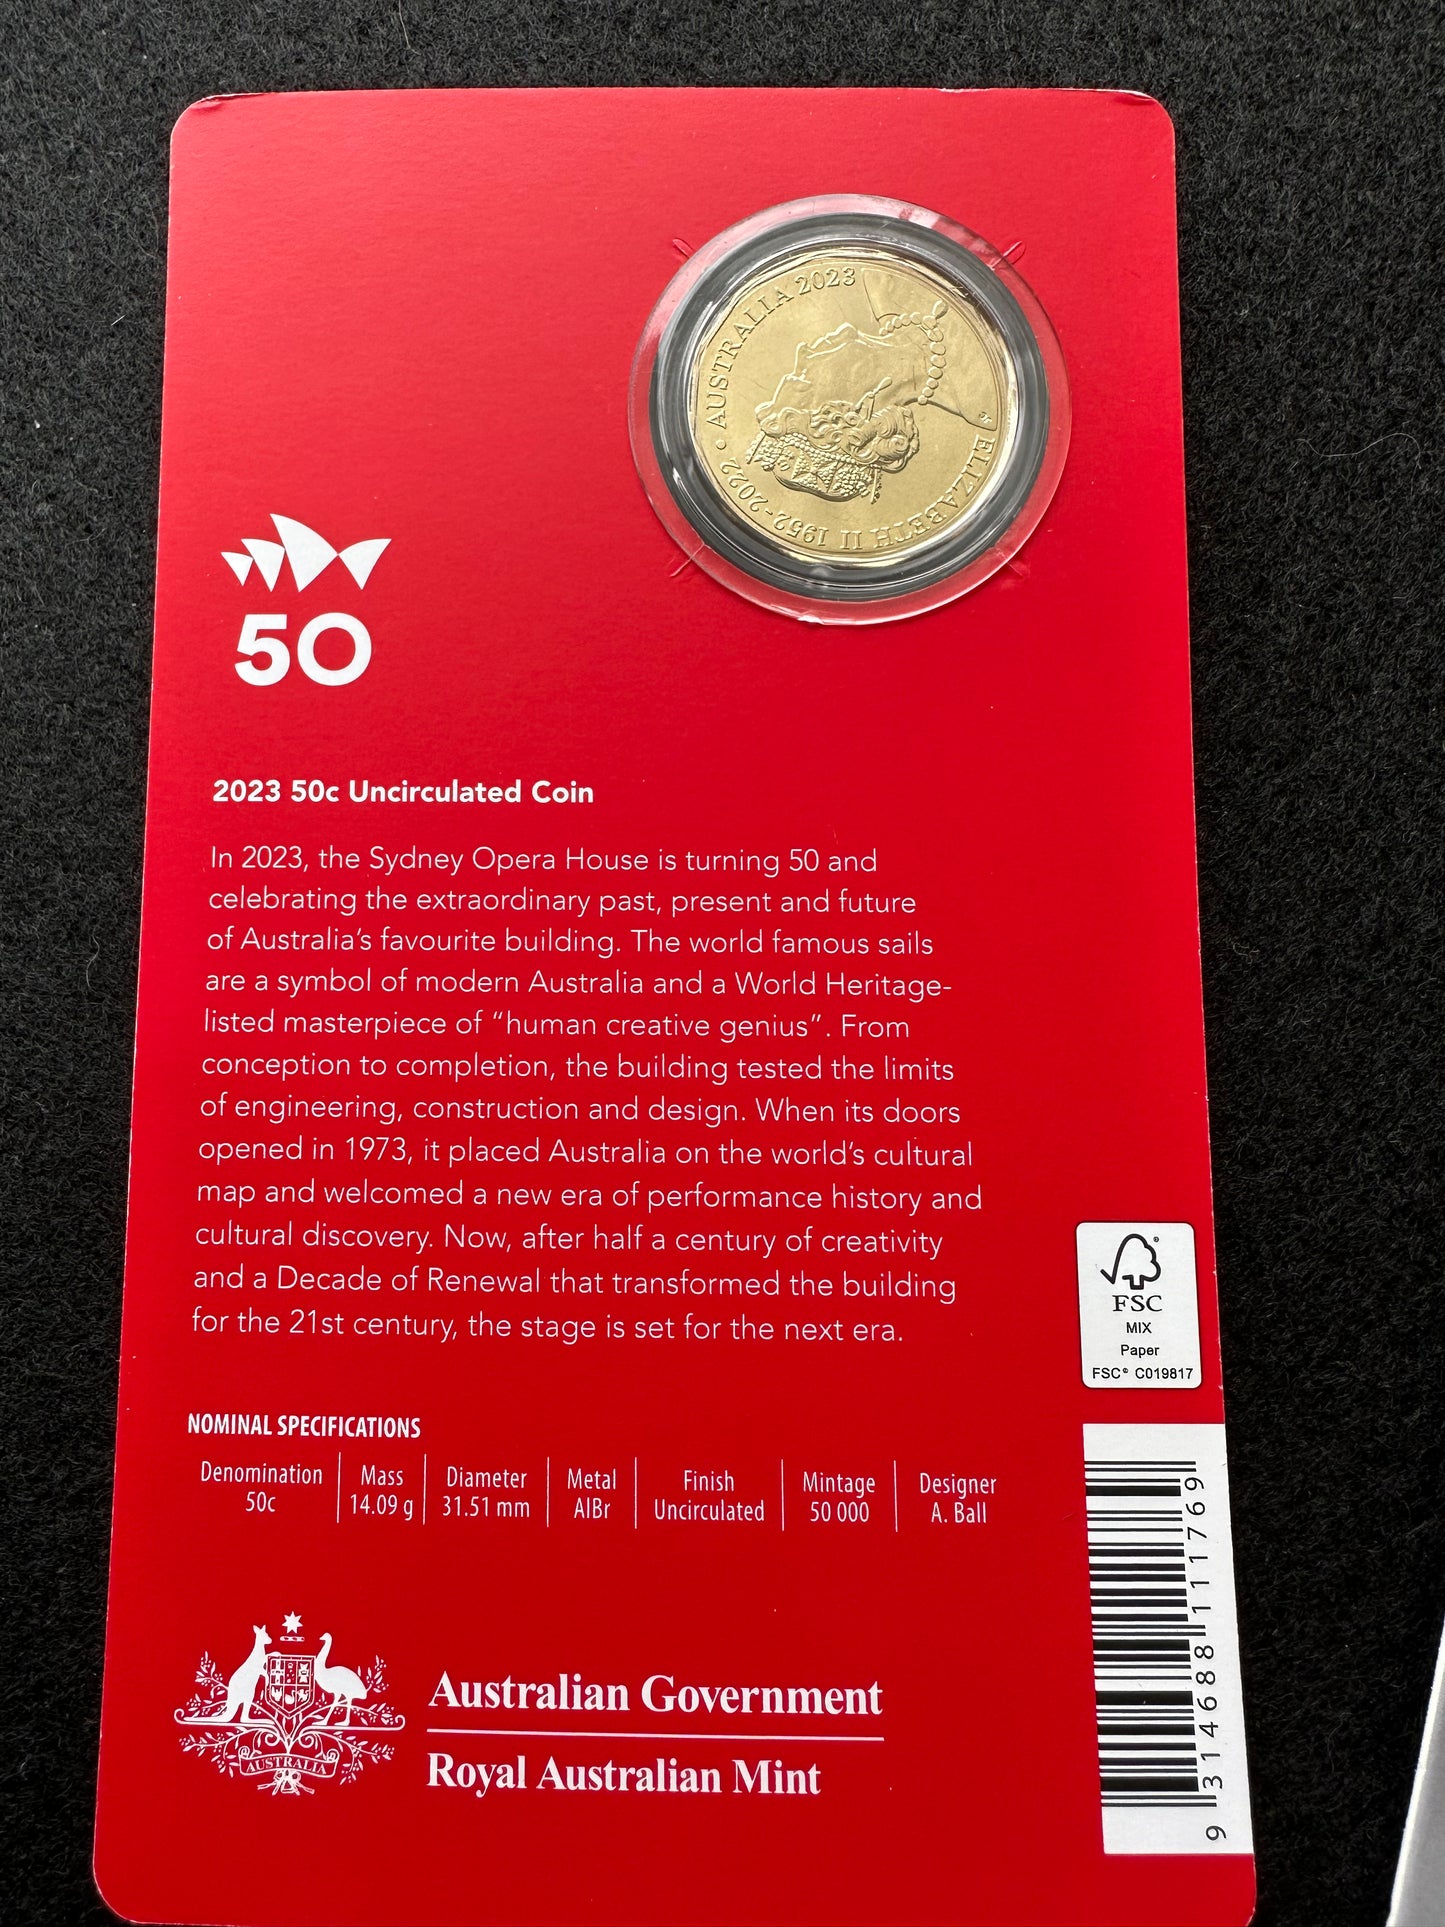 AUSTRALIA 2023
ELIZABETH II 1952-2022
50
2023 50c Uncirculated Coin
In 2023, the Sydney Opera House is turning 50 and
celebrating the extraordinary past, present and future
of Australia’s favourite building. The world famous sails
are a symbol of modern Australia and a World Heritage-
listed masterpiece of “human creative genius”. From
conception to completion, the building tested the limits
of engineering, construction and design. When its doors
opened in 1973, it placed Australia on the world’s cultural
map and welcomed a new era of performance history and
cultural discovery. Now, after half a century of creativity
and a Decade of Renewal that transformed the building
for the 21st century, the stage is set for the next era.
FSC
MIX
Paper
FSC® C019817
NOMINAL SPECIFICATIONS
Denomination Mass Diameter Metal Finish Mintage Designer
50c 14.09 g 31.51 mm AlBr Uncirculated 50 000 A. Ball
9 314688 111769
AUSTRALIA
Australian Government
Royal Australian Mint